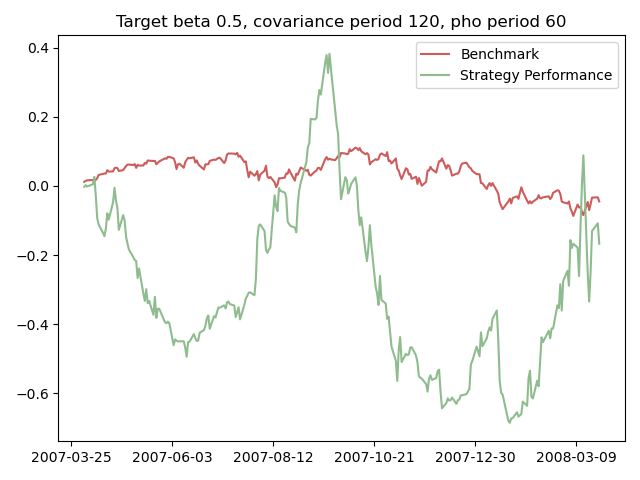 Target beta 0.5, covariance period 120, pho period 60
Benchmark
Strategy Performance
0.4
0.2
0.0
−0.2
−0.4
−0.6
2007-03-25 2007-06-03 2007-08-12 2007-10-21 2007-12-30 2008-03-09